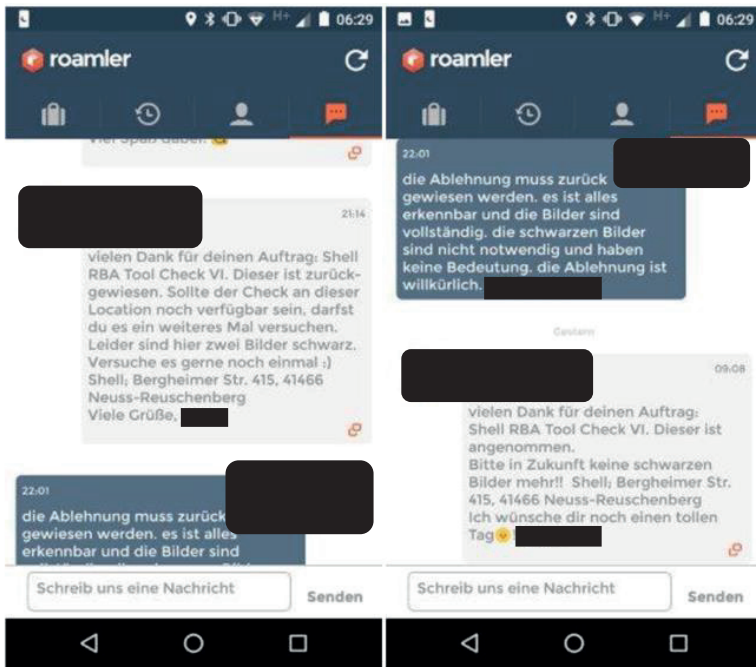 06:29
roamler
Viel Spaß dabei!
21:14
vielen Dank für deinen Auftrag: Shell
RBA Tool Check VI. Dieser ist zurück-
gewiesen. Sollte der Check an dieser
Location noch verfügbar sein, darfst
du es ein weiteres Mal versuchen.
Leider sind hier zwei Bilder schwarz.
Versuche es gerne noch einmal :)
Shell; Bergheimer Str. 415, 41466
Neuss-Reuschenberg
Viele Grüße,
22:01
die Ablehnung muss zurück
gewiesen werden. es ist alles
erkennbar und die Bilder sind
Schreib uns eine Nachricht
Senden
H+ 06:29
roamler
22:01
die Ablehnung muss zurück
gewiesen werden. es ist alles
erkennbar und die Bilder sind
vollständig. die schwarzen Bilder
sind nicht notwendig und haben
keine Bedeutung. die Ablehnung ist
willkürlich.
Gestern
09:08
vielen Dank für deinen Auftrag:
Shell RBA Tool Check VI. Dieser ist
angenommen.
Bitte in Zukunft keine schwarzen
Bilder mehr!! Shell; Bergheimer Str.
415, 41466 Neuss-Reuschenberg
Ich wünsche dir noch einen tollen
Tag
Schreib uns eine Nachricht
Senden